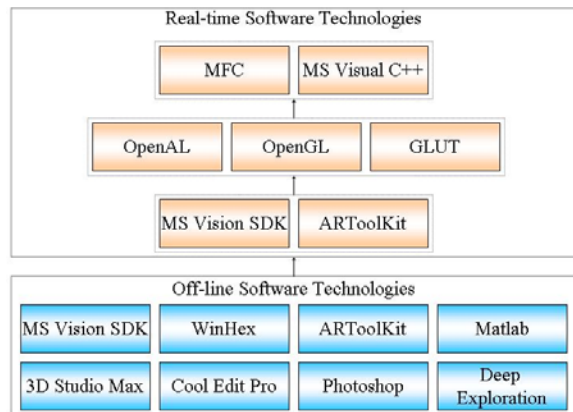 Real-time Software Technologies
MFC
MS Visual C++
OpenAL
OpenGL
GLUT
MS Vision SDK
ARToolKit
Off-line Software Technologies
MS Vision SDK
WinHex
ARToolKit
Matlab
3D Studio Max
Cool Edit Pro
Photoshop
Deep
Exploration